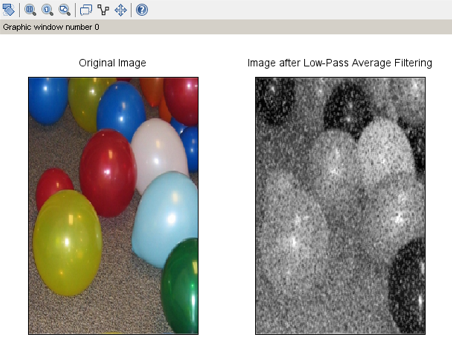 Graphic window number 0
Original Image
Image after Low-Pass Average Filtering